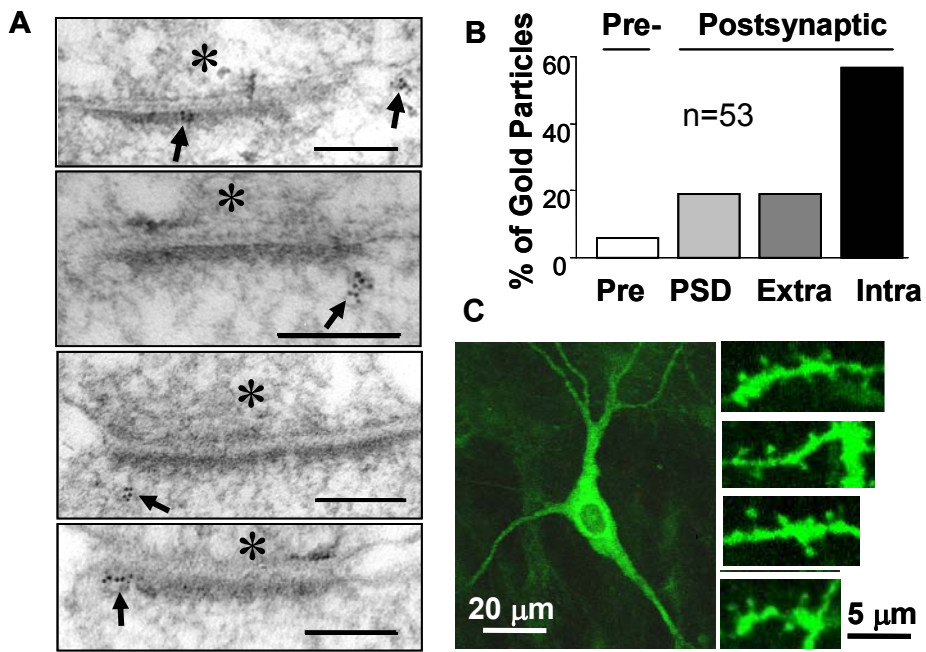 A
*
*
*
*
B
Pre- Postsynaptic
% of Gold Particles
60
40
20
0
n=53
Pre PSD Extra Intra
C
20 μm
5 μm